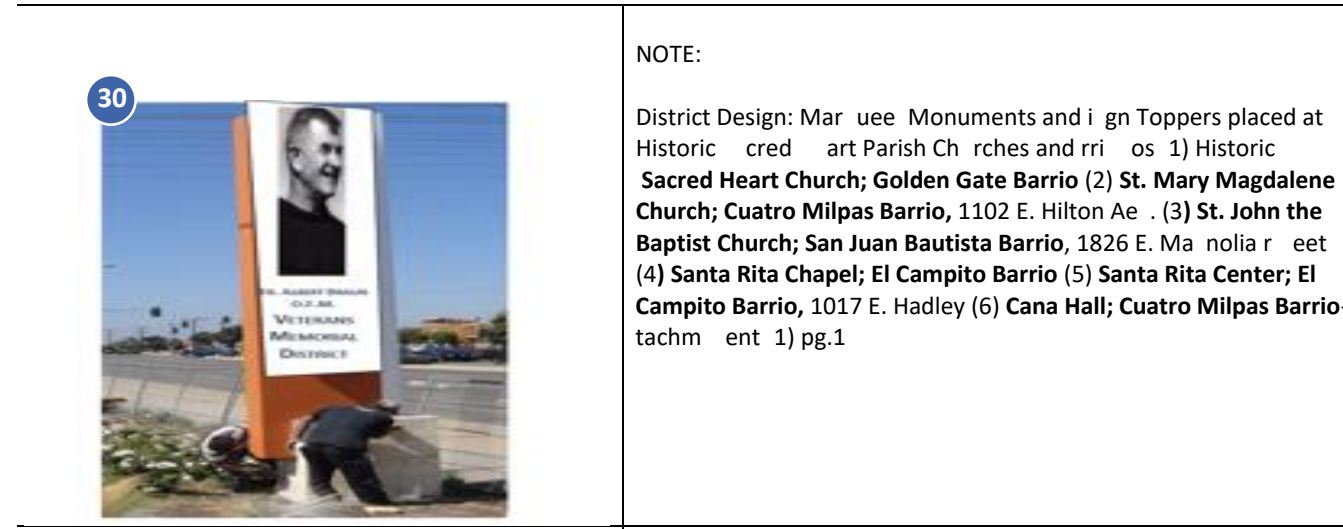 30
FR. ALBERT BRAUN
O.F.M.
VETERANS
MEMORIAL
DISTRICT
NOTE:
District Design: Mar uee Monuments and i gn Toppers placed at
Historic cred art Parish Ch rches and rri os 1) Historic
Sacred Heart Church; Golden Gate Barrio (2) St. Mary Magdalene
Church; Cuatro Milpas Barrio, 1102 E. Hilton Ae . (3) St. John the
Baptist Church; San Juan Bautista Barrio, 1826 E. Ma nolia r eet
(4) Santa Rita Chapel; El Campito Barrio (5) Santa Rita Center; El
Campito Barrio, 1017 E. Hadley (6) Cana Hall; Cuatro Milpas Barrio-
tachm ent 1) pg.1